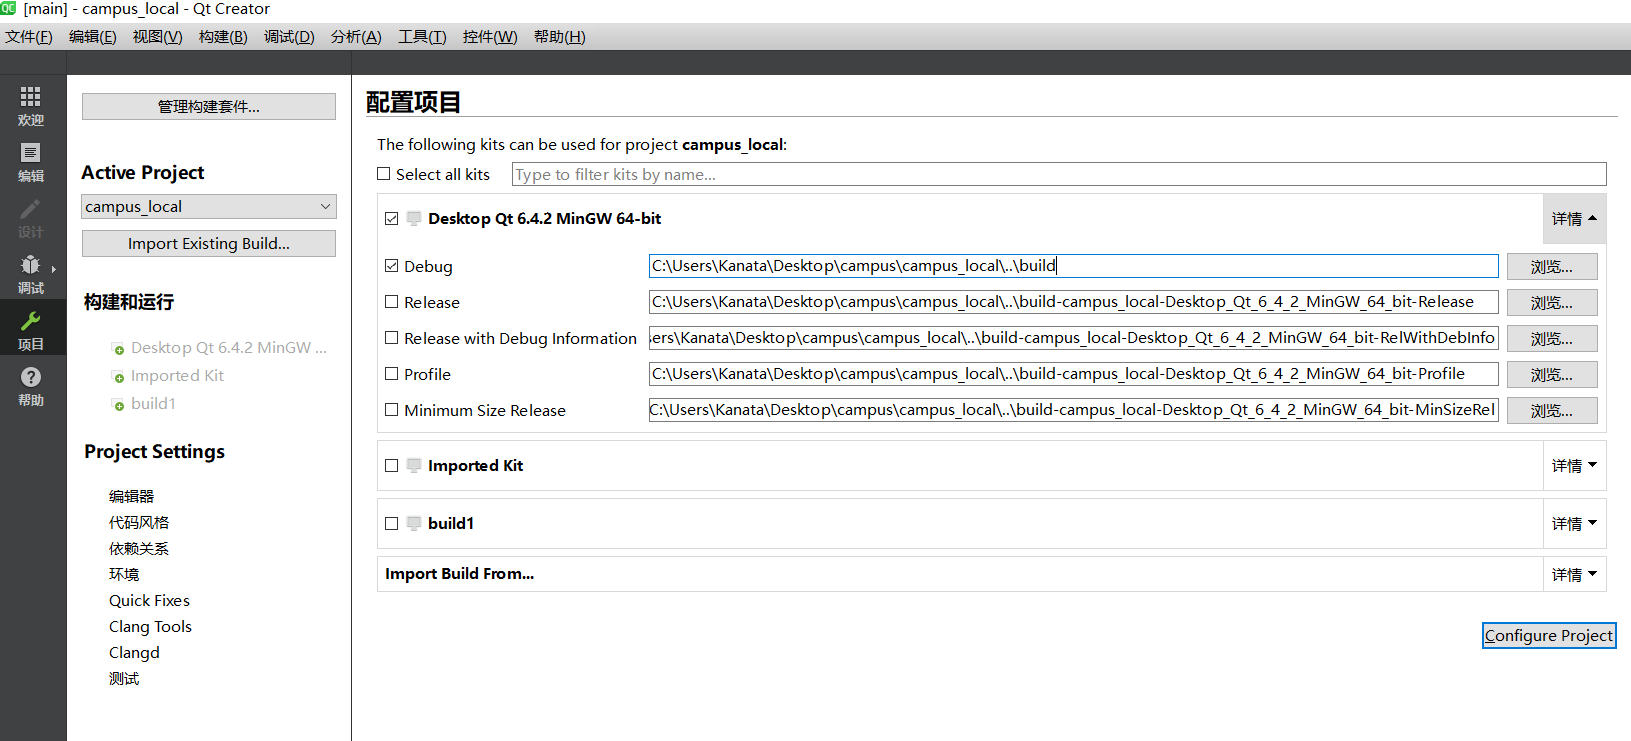 QC [main] - campus_local - Qt Creator
文件(F) 编辑(E) 视图(V) 构建(B) 调试(D) 分析(A) 工具(T) 控件(W) 帮助(H)
欢迎
编辑
设计
调试
项目
帮助
管理构建套件...
Active Project
campus_local
Import Existing Build...
构建和运行
Desktop Qt 6.4.2 MinGW ...
Imported Kit
build1
Project Settings
编辑器
代码风格
依赖关系
环境
Quick Fixes
Clang Tools
Clangd
测试
配置项目
The following kits can be used for project campus_local:
Select all kits Type to filter kits by name...
Desktop Qt 6.4.2 MinGW 64-bit 详情
Debug C:\Users\Kanata\Desktop\campus\campus_local\..\build 浏览...
Release C:\Users\Kanata\Desktop\campus\campus_local\..\build-campus_local-Desktop_Qt_6_4_2_MinGW_64_bit-Release 浏览...
Release with Debug Information sers\Kanata\Desktop\campus\campus_local\..\build-campus_local-Desktop_Qt_6_4_2_MinGW_64_bit-RelWithDebInfo 浏览...
Profile C:\Users\Kanata\Desktop\campus\campus_local\..\build-campus_local-Desktop_Qt_6_4_2_MinGW_64_bit-Profile 浏览...
Minimum Size Release C:\Users\Kanata\Desktop\campus\campus_local\..\build-campus_local-Desktop_Qt_6_4_2_MinGW_64_bit-MinSizeRel 浏览...
Imported Kit 详情
build1 详情
Import Build From... 详情
Configure Project